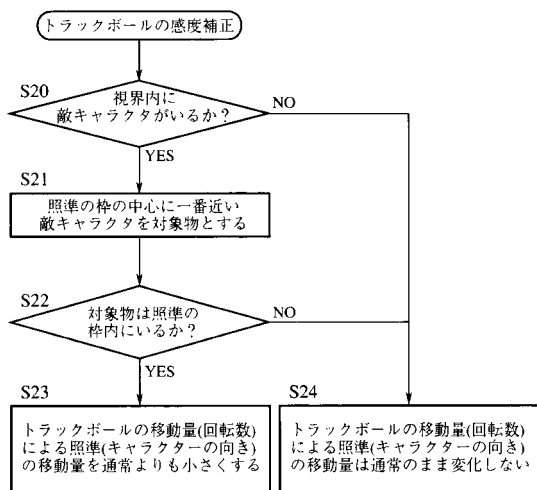 トラックボールの感度補正
S20
視界内に
敵キャラクタがいるか？
NO
YES
S21
照準の枠の中心に一番近い
敵キャラクタを対象物とする
S22
対象物は照準の
枠内にいるか？
NO
YES
S23
トラックボールの移動量(回転数)
による照準(キャラクターの向き)
の移動量を通常よりも小さくする
S24
トラックボールの移動量(回転数)
による照準(キャラクターの向き)
の移動量は通常のまま変化しない